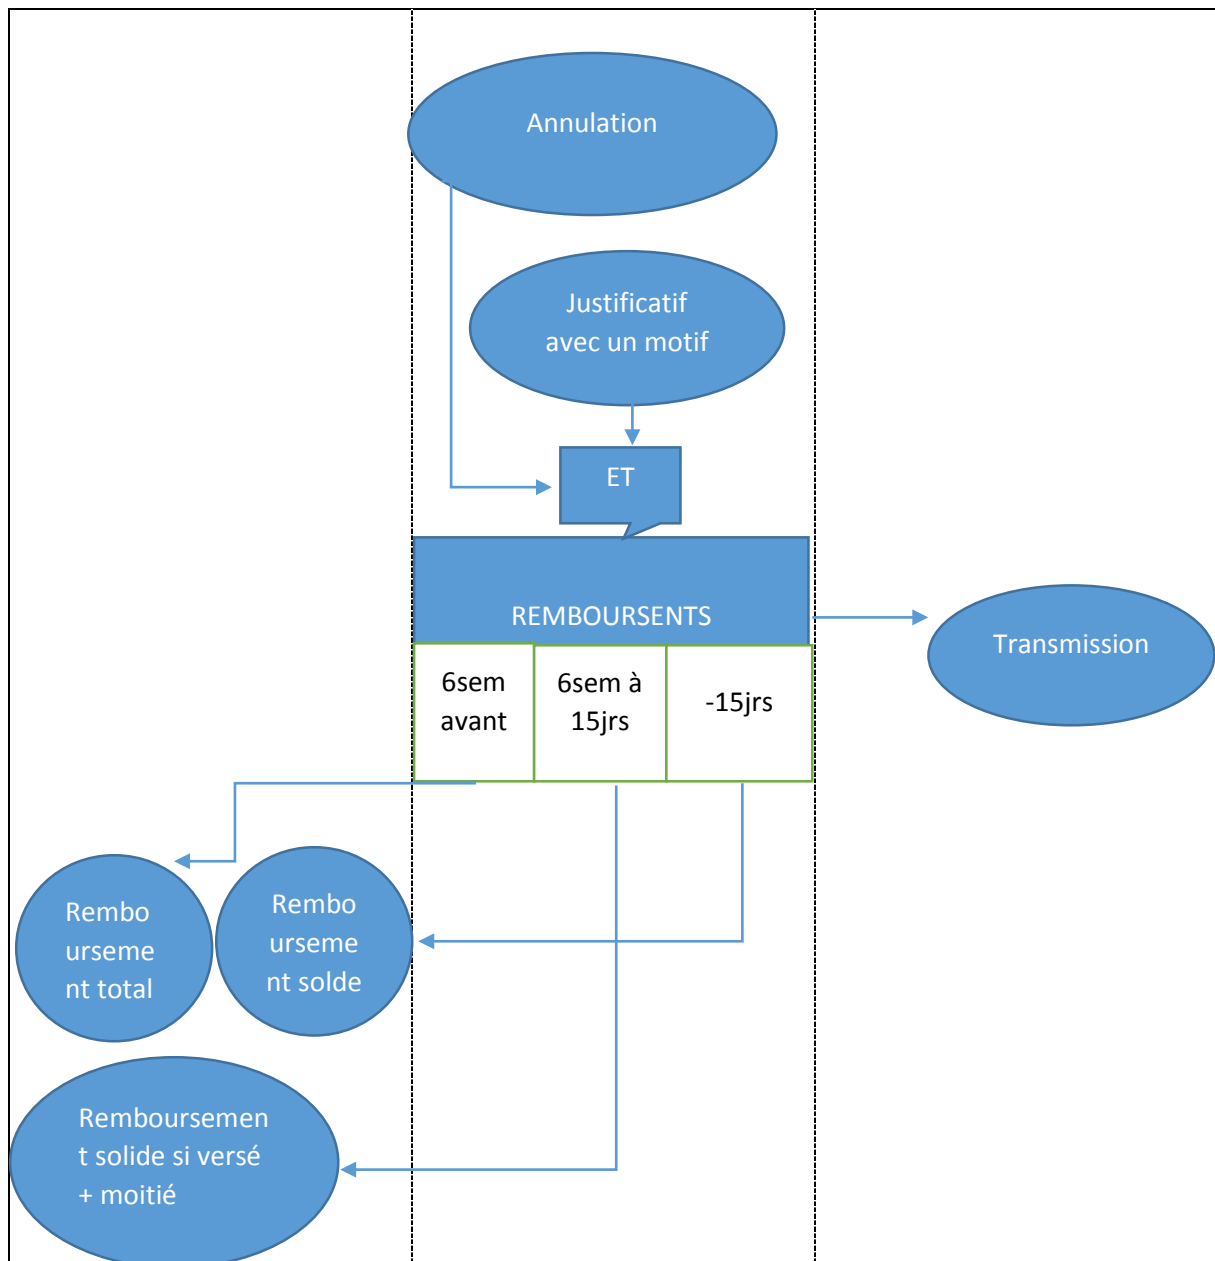 Annulation
Justificatif
avec un motif
ET
REMBOURSENTS
Transmission
6sem
avant
6sem à
15jrs
-15jrs
Rembo
urseme
nt total
Rembo
urseme
nt solde
Remboursemen
t solide si versé
+ moitié